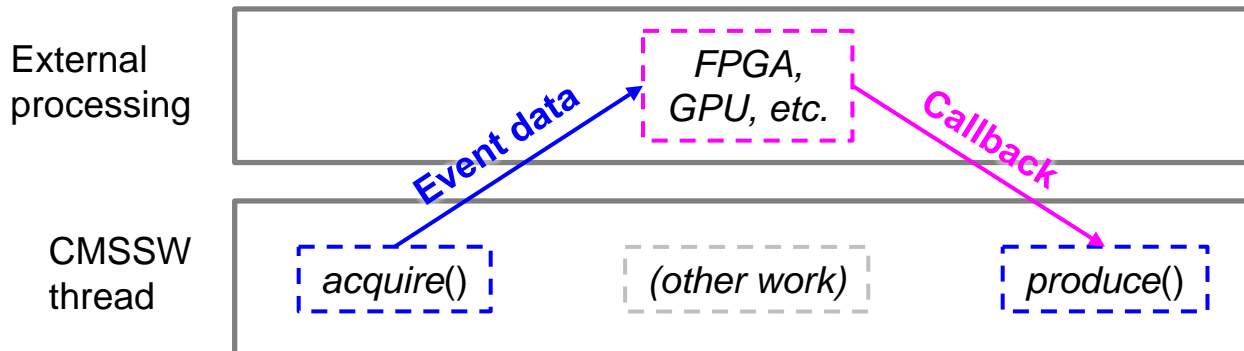 External
processing
FPGA,
GPU, etc.
Event data
Callback
CMSSW
thread
acquire()
(other work)
produce()